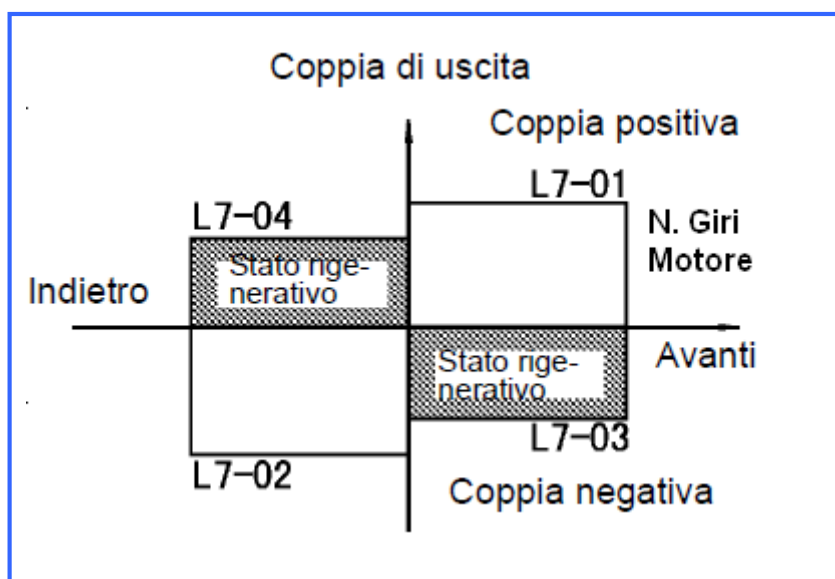 Coppia di uscita
Coppia positiva
L7-01
L7-04
N. Giri
Motore
Stato rige-
nerativo
Indietro
Avanti
Stato rige-
nerativo
L7-03
L7-02
Coppia negativa